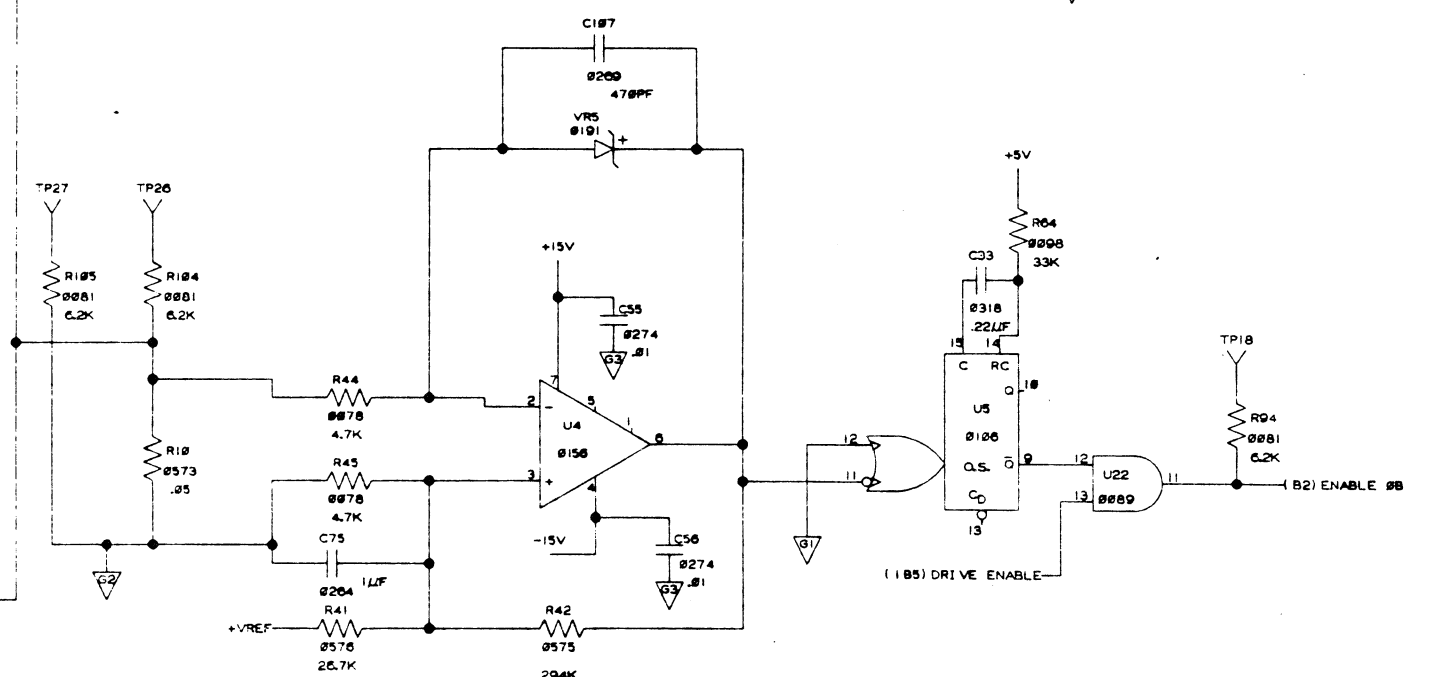 C107
0269
470PF
VR5
0191
+
TP27
TP26
+5V
R64
0098
33K
C33
0318
.22UF
+15V
R105
0081
6.2K
R104
0081
6.2K
C55
0274
.01
G3
15
14
C
RC
Q
10
U5
0106
O.S.
Q
9
CD
13
TP18
R94
0081
6.2K
R44
0078
4.7K
7
2
-
5
1
U4
0156
6
3
+
4
R10
0573
.05
R45
0078
4.7K
12
11
12
U22
0089
13
11
(B2) ENABLE 0B
-15V
C56
0274
.01
G3
G1
G2
C75
1UF
0264
(1B5) DRIVE ENABLE
+VREF
R41
0576
26.7K
R42
0575
294K